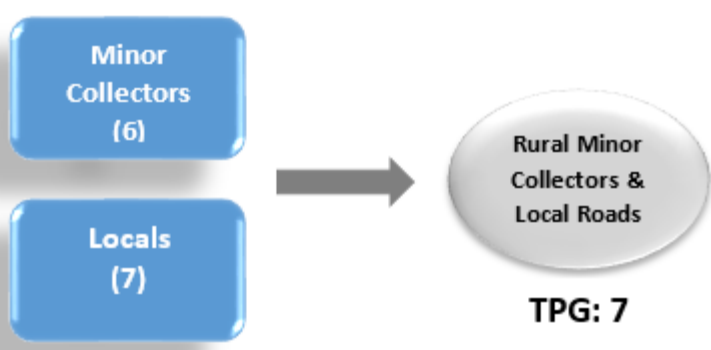 Minor
Collectors
(6)
Locals
(7)
Rural Minor
Collectors &
Local Roads
TPG: 7